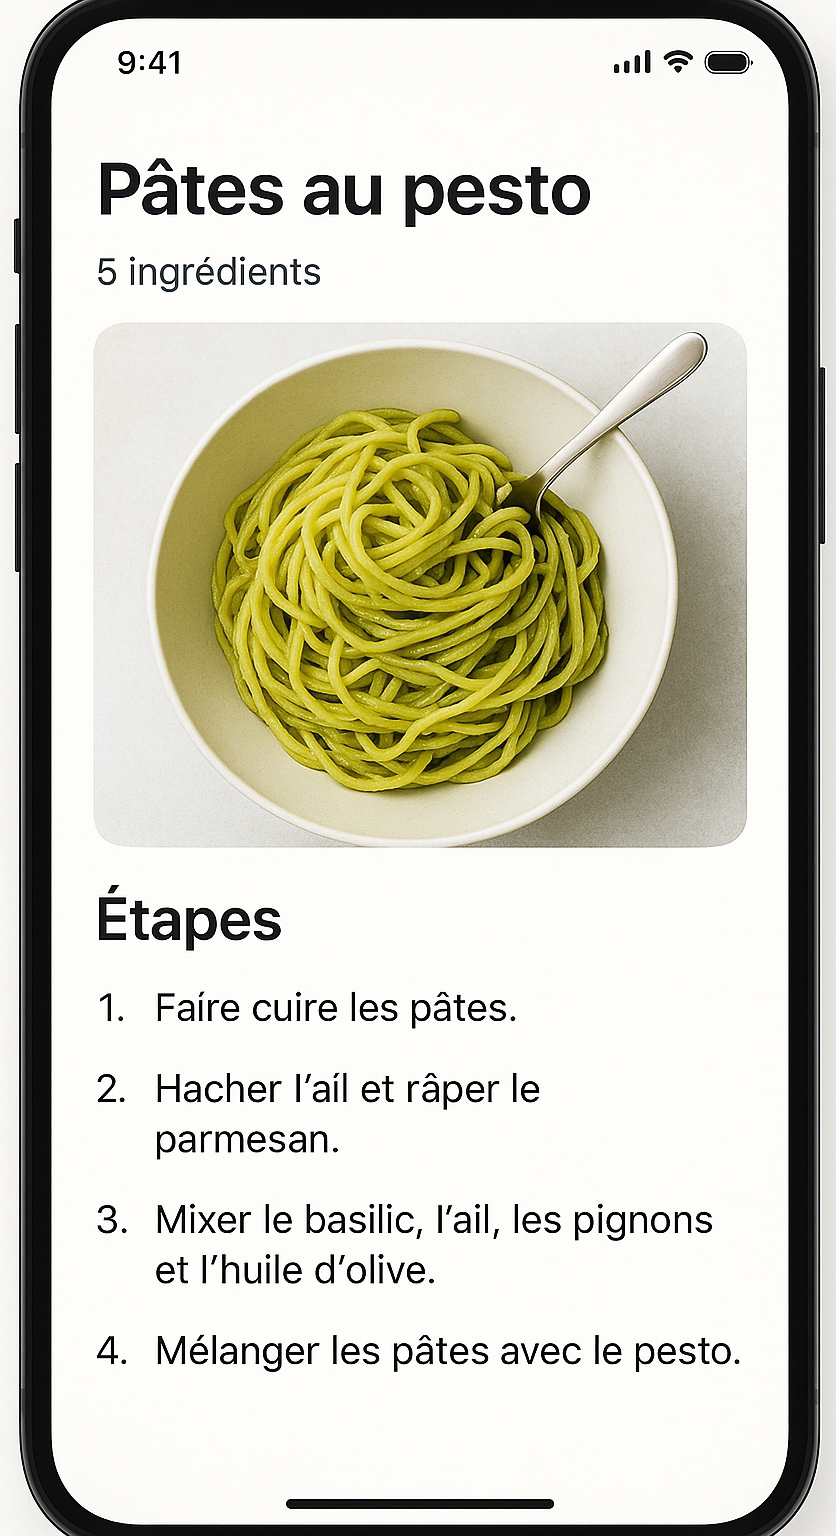 9:41
Pâtes au pesto
5 ingrédients
Étapes
1. Faíre cuire les pâtes.
2. Hacher l’aíl et râper le
parmesan.
3. Mixer le basilic, l’ail, les pignons
et l’huile d’olive.
4. Mélanger les pâtes avec le pesto.